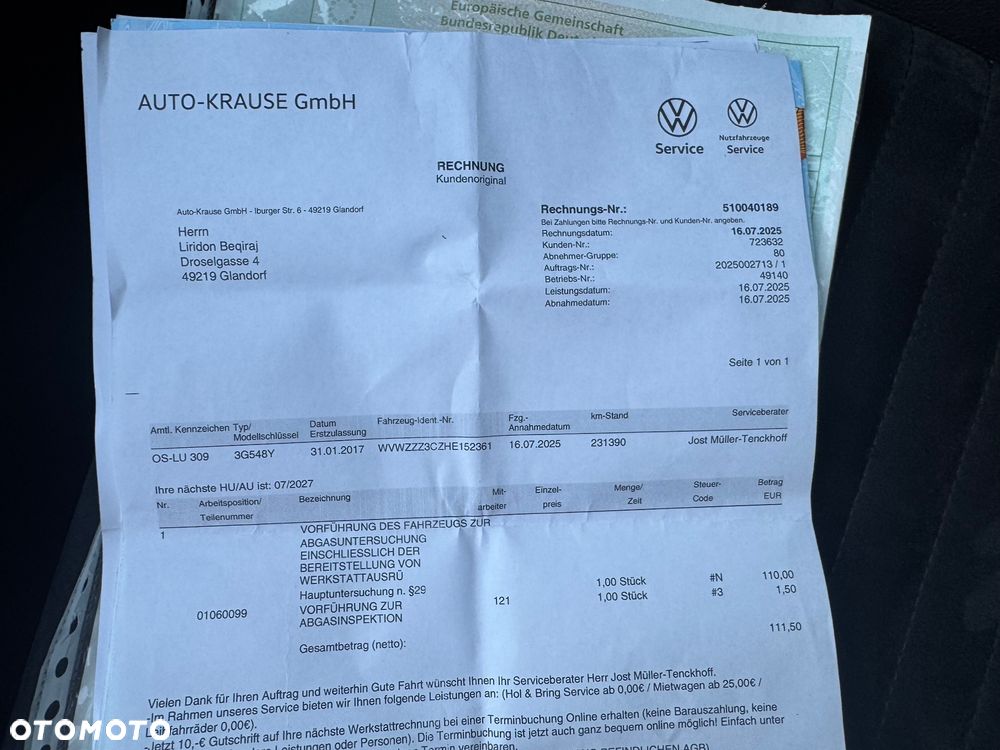 Europäische Gemeinschaft
Bundesrepublik
AUTO-KRAUSE GmbH
Service
Nutzfahrzeuge
Service
RECHNUNG
Kundenoriginal
Auto-Krause GmbH - Iburger Str. 6 - 49219 Glandorf
Herrn
Liridon Beqiraj
Droselgasse 4
49219 Glandorf
Rechnungs-Nr.: 510040189
Bei Zahlungen bitte Rechnungs-Nr. und Kunden-Nr. angeben.
Rechnungsdatum: 16.07.2025
Kunden-Nr.: 723632
Abnehmer-Gruppe: 80
Auftrags-Nr.: 2025002713 / 1
Betriebs-Nr.: 49140
Leistungsdatum: 16.07.2025
Abnahmedatum: 16.07.2025
Seite 1 von 1
Amtl. Kennzeichen Typ/ Modellschlüssel Datum Erstzulassung Fahrzeug-Ident.-Nr. Fzg.- Annahmedatum km-Stand Serviceberater
OS-LU 309 3G548Y 31.01.2017 WVWZZZ3CZHE152361 16.07.2025 231390 Jost Müller-Tenckhoff
Ihre nächste HU/AU ist: 07/2027
Nr. Arbeitsposition/ Teilenummer Bezeichnung Mit- arbeiter Einzel- preis Menge/ Zeit Steuer- Code Betrag EUR
1 VORFÜHRUNG DES FAHRZEUGS ZUR
ABGASUNTERSUCHUNG
EINSCHLIESSLICH DER
BEREITSTELLUNG VON
WERKSTATTAUSRÜ
Hauptuntersuchung n. §29 1,00 Stück #N 110,00
01060099 VORFÜHRUNG ZUR 121 1,00 Stück #3 1,50
ABGASINSPEKTION
Gesamtbetrag (netto): 111,50
Vielen Dank für Ihren Auftrag und weiterhin Gute Fahrt wünscht Ihnen Ihr Serviceberater Herr Jost Müller-Tenckhoff.
-Im Rahmen unseres Service bieten wir Ihnen folgende Leistungen an: (Hol & Bring Service ab 0,00€ / Mietwagen ab 25,00€ /
0,00€).
-Jetzt 10,-€ Gutschrift auf Ihre nächste Werkstattrechnung bei einer Terminbuchung Online erhalten (keine Barauszahlung, keine
Leistungen oder Personen). Die Terminbuchung ist jetzt auch ganz bequem online möglich! Einfach unter
Termin vereinbaren.
OTOMOTO